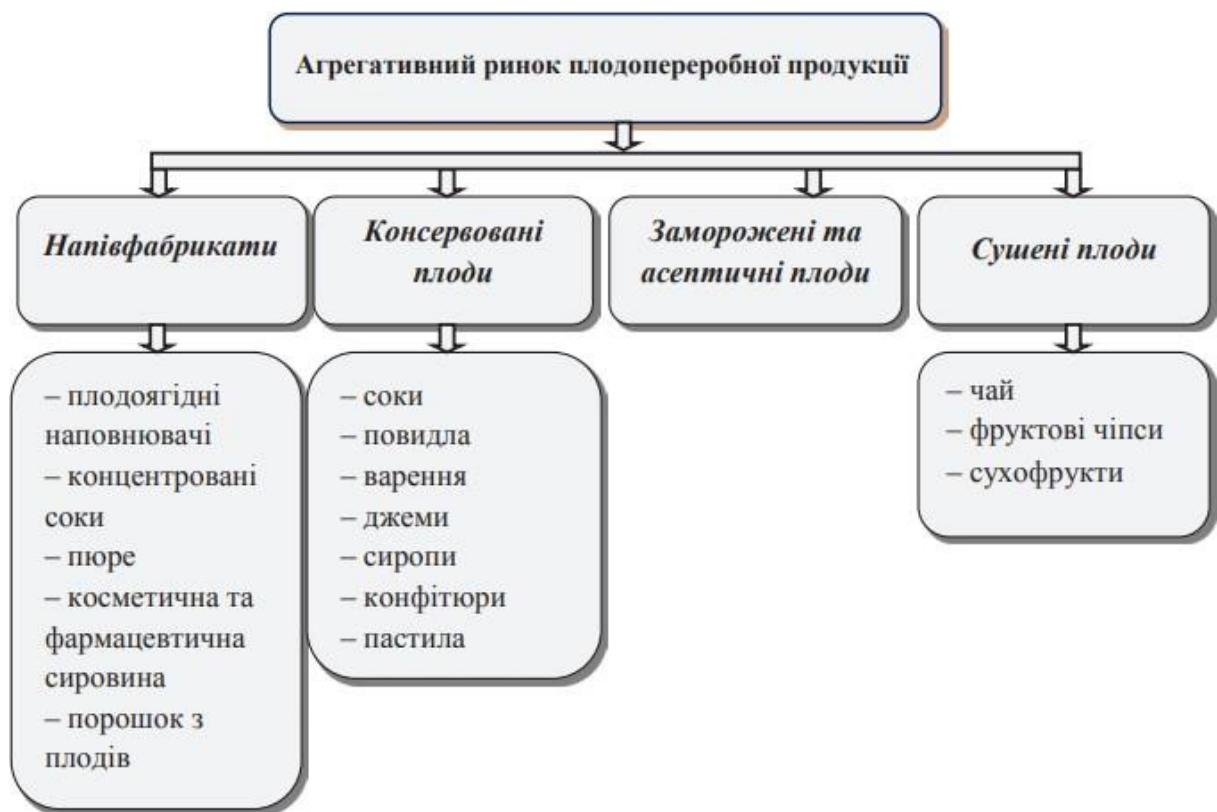 Агрегативний ринок плодопереробної продукції
Напівфабрикати
Консервовані
плоди
Заморожені та
асептичні плоди
Сушені плоди
– плодоягідні
наповнювачі
– концентровані
соки
– пюре
– косметична та
фармацевтична
сировина
– порошок з
плодів
– соки
– повидла
– варення
– джеми
– сиропи
– конфітюри
– пастила
– чай
– фруктові чіпси
– сухофрукти